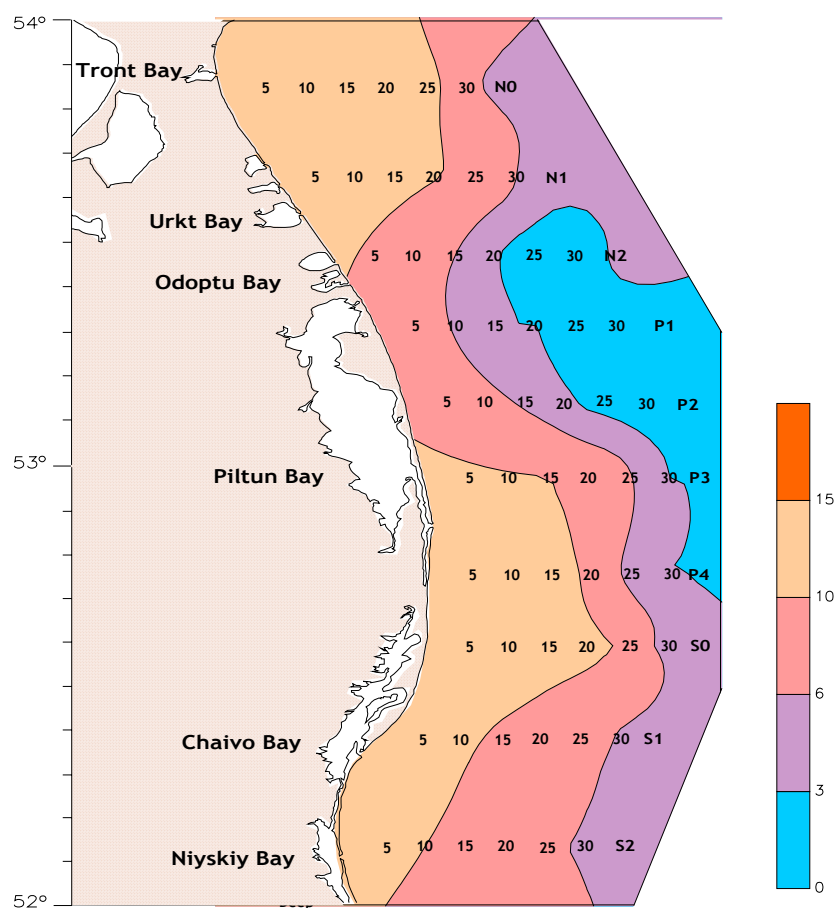 54°
Tront Bay
5 10 15 20 25 30 N0
5 10 15 20 25 30 N1
Urkt Bay
5 10 15 20 25 30 N2
Odoptu Bay
5 10 15 20 25 30 P1
5 10 15 20 25 30 P2
53°
Piltun Bay
5 10 15 20 25 30 P3
15
5 10 15 20 25 30 P4
10
5 10 15 20 25 30 S0
6
Chaivo Bay
5 10 15 20 25 30 S1
3
Niyskiy Bay
5 10 15 20 25 30 S2
0
52°